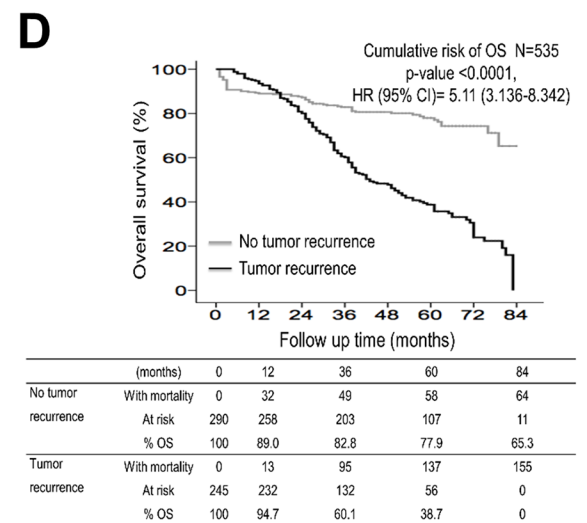 D
Cumulative risk of OS N=535
p-value <0.0001,
HR (95% CI)= 5.11 (3.136-8.342)
Overall survival (%)
100
80
60
40
20
0
No tumor recurrence
Tumor recurrence
0 12 24 36 48 60 72 84
Follow up time (months)
(months) 0 12 36 60 84
No tumor recurrence
With mortality 0 32 49 58 64
At risk 290 258 203 107 11
% OS 100 89.0 82.8 77.9 65.3
Tumor recurrence
With mortality 0 13 95 137 155
At risk 245 232 132 56 0
% OS 100 94.7 60.1 38.7 0